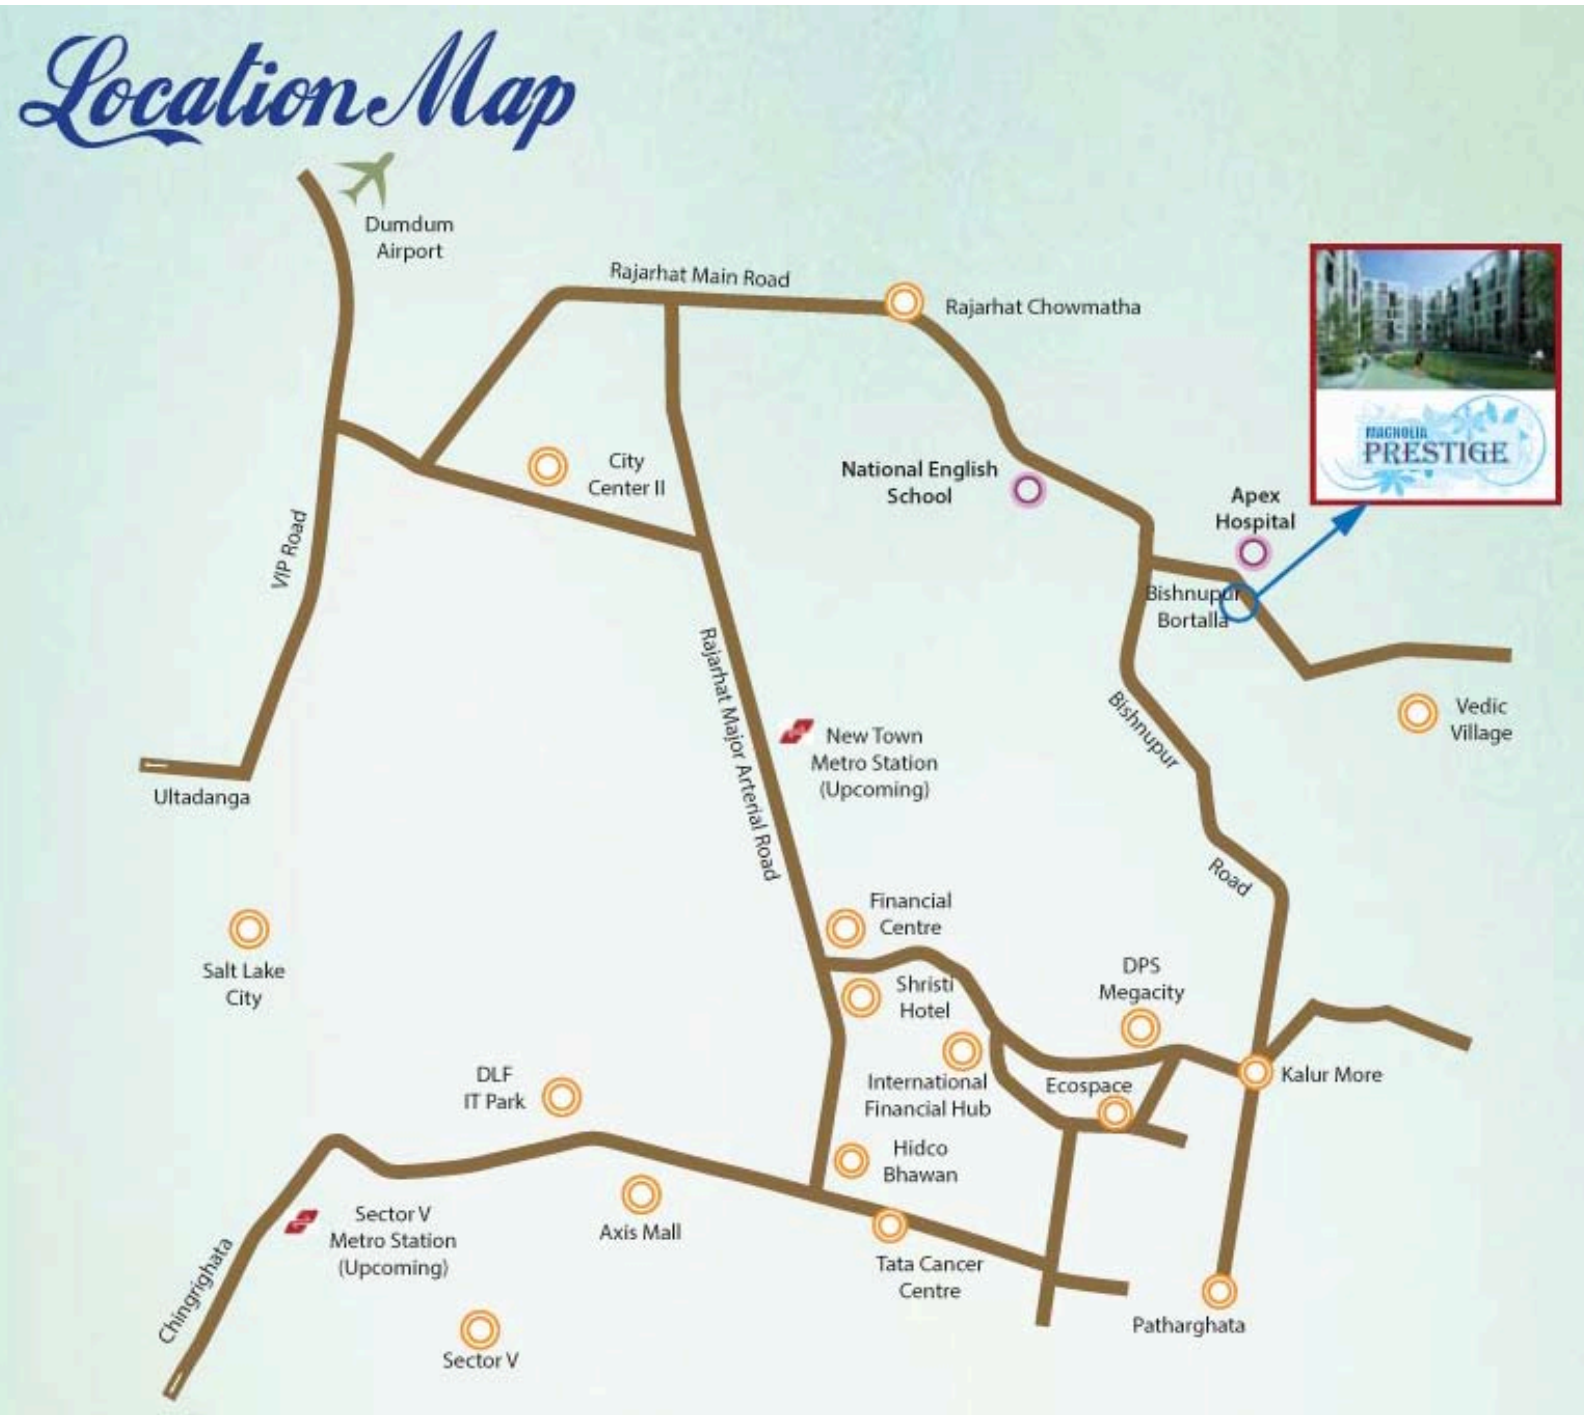 Location Map
Dumdum
Airport
Rajarhat Main Road
Rajarhat Chowmatha
City
Center II
National English
School
Apex
Hospital
MAGNOLIA
PRESTIGE
VIP Road
Bishnupur
Bortalla
Rajarhat Major Arterial Road
New Town
Metro Station
(Upcoming)
Bishnupur
Road
Vedic
Village
Ultadanga
Salt Lake
City
Financial
Centre
Shristi
Hotel
DPS
Megacity
International
Financial Hub
Ecospace
Kalur More
DLF
IT Park
Hidco
Bhawan
Axis Mall
Sector V
Metro Station
(Upcoming)
Chingrighata
Tata Cancer
Centre
Patharghata
Sector V